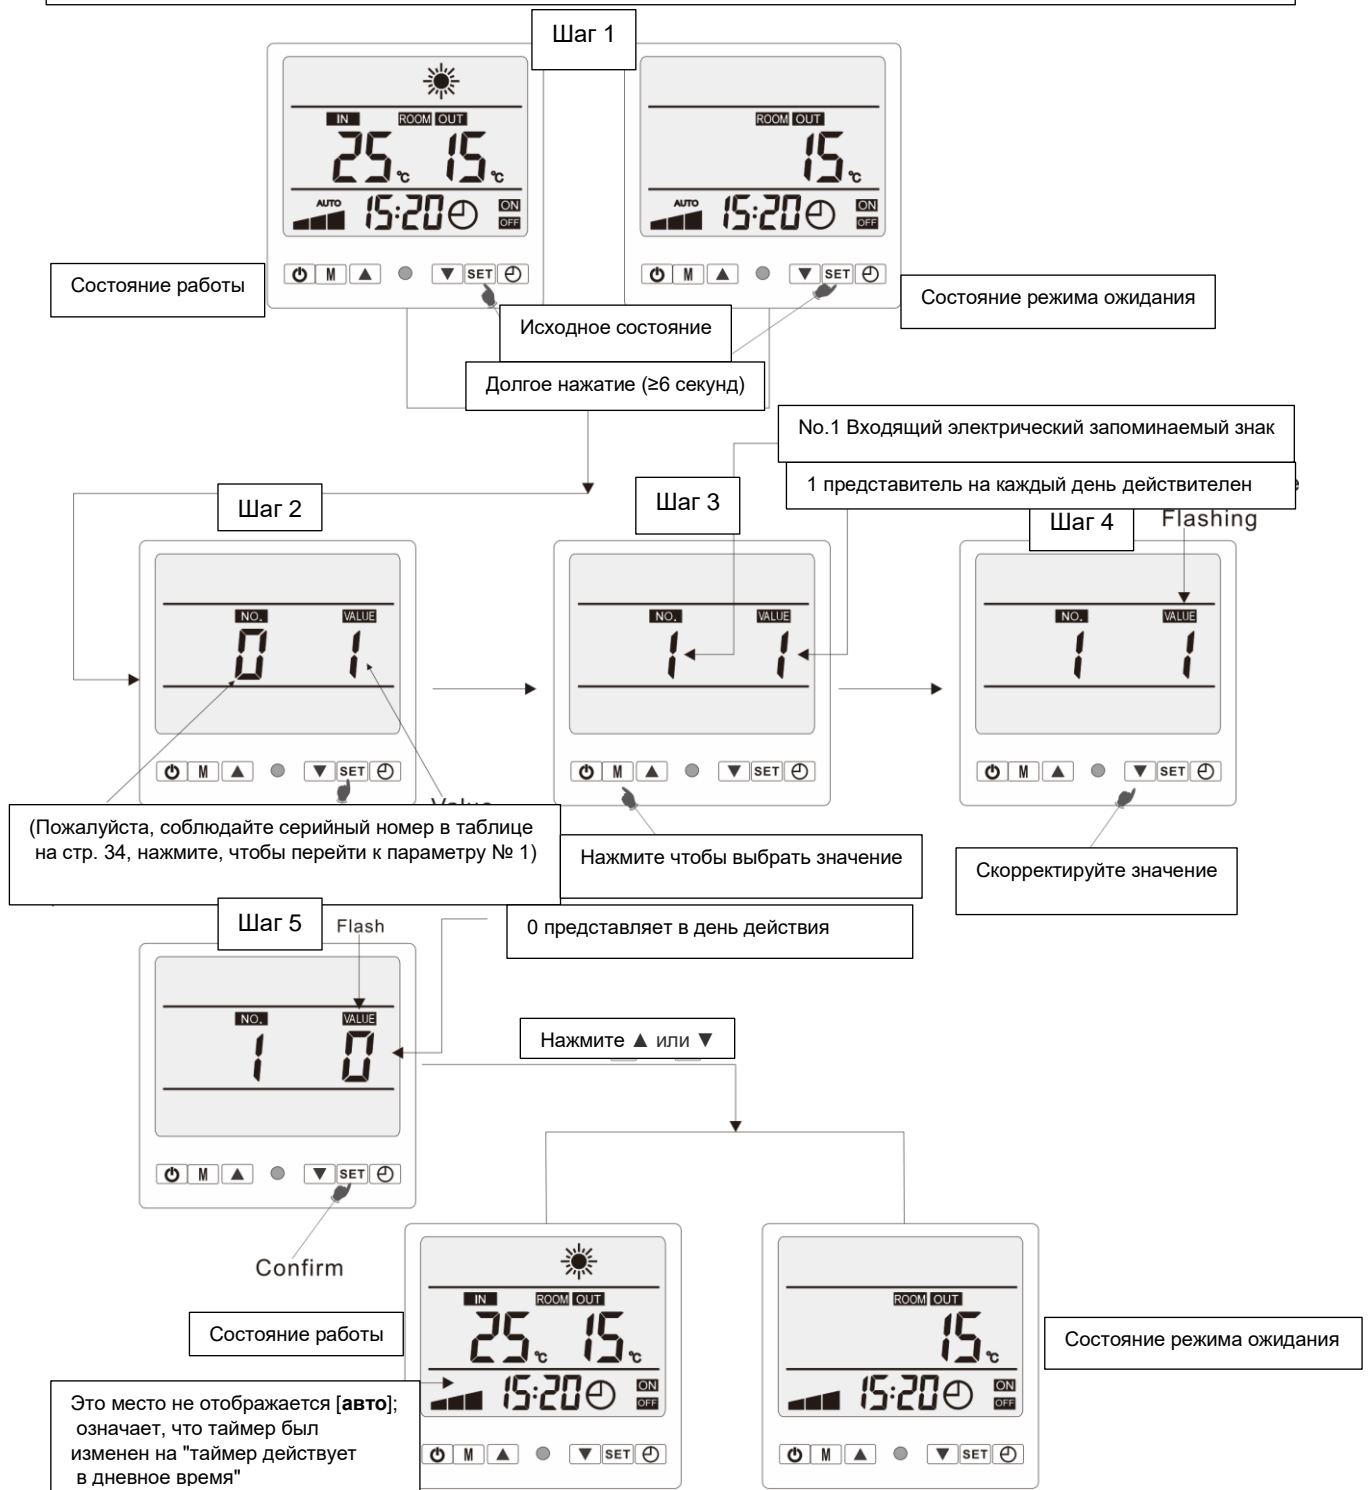 Шаг 1
IN ROOM OUT
25 °C 15 °C
AUTO 15:20 ON OFF
M ▲ ▼ SET
ROOM OUT
15 °C
AUTO 15:20 ON OFF
M ▲ ▼ SET
Состояние работы
Исходное состояние
Состояние режима ожидания
Долгое нажатие (≥6 секунд)
No.1 Входящий электрический запоминаемый знак
1 представитель на каждый день действителен
Шаг 2
NO. VALUE
0 1
M ▲ ▼ SET
Шаг 3
NO. VALUE
1 1
M ▲ ▼ SET
Шаг 4
Flashing
NO. VALUE
1 1
M ▲ ▼ SET
(Пожалуйста, соблюдайте серийный номер в таблице
на стр. 34, нажмите, чтобы перейти к параметру № 1)
Нажмите чтобы выбрать значение
Скорректируйте значение
Шаг 5
Flash
0 представляет в день действия
NO. VALUE
1 0
M ▲ ▼ SET
Нажмите ▲ или ▼
Confirm
Состояние работы
IN ROOM OUT
25 °C 15 °C
15:20 ON OFF
M ▲ ▼ SET
ROOM OUT
15 °C
15:20 ON OFF
M ▲ ▼ SET
Состояние режима ожидания
Это место не отображается [авто];
означает, что таймер был
изменен на "таймер действует
в дневное время"